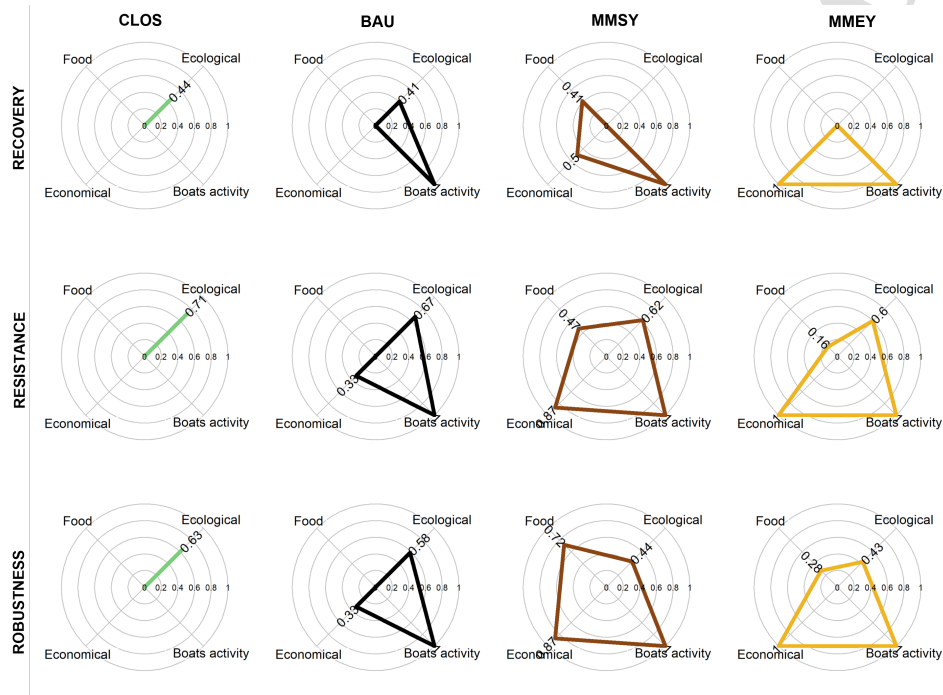 CLOS BAU MMSY MMEY
RECOVERY
Food Ecological Food Ecological Food Ecological Food Ecological
0.44 0.41 0.41
0 0.2 0.4 0.6 0.8 1 0 0.2 0.4 0.6 0.8 1 0 0.2 0.4 0.6 0.8 1 0 0.2 0.4 0.6 0.8 1
0.5
Economical Boats activity Economical Boats activity Economical Boats activity Economical Boats activity
1 1 1 1
RESISTANCE
Food Ecological Food Ecological Food Ecological Food Ecological
0.71 0.67 0.47 0.62 0.16 0.6
0 0.2 0.4 0.6 0.8 1 0 0.2 0.4 0.6 0.8 1 0 0.2 0.4 0.6 0.8 1 0 0.2 0.4 0.6 0.8 1
0.33
Economical Boats activity Economical Boats activity Economical Boats activity Economical Boats activity
1 0.87 1 1 1
ROBUSTNESS
Food Ecological Food Ecological Food Ecological Food Ecological
0.63 0.58 0.72 0.44 0.28 0.43
0 0.2 0.4 0.6 0.8 1 0 0.2 0.4 0.6 0.8 1 0 0.2 0.4 0.6 0.8 1 0 0.2 0.4 0.6 0.8 1
0.33
Economical Boats activity Economical Boats activity Economical Boats activity Economical Boats activity
1 0.87 1 1 1